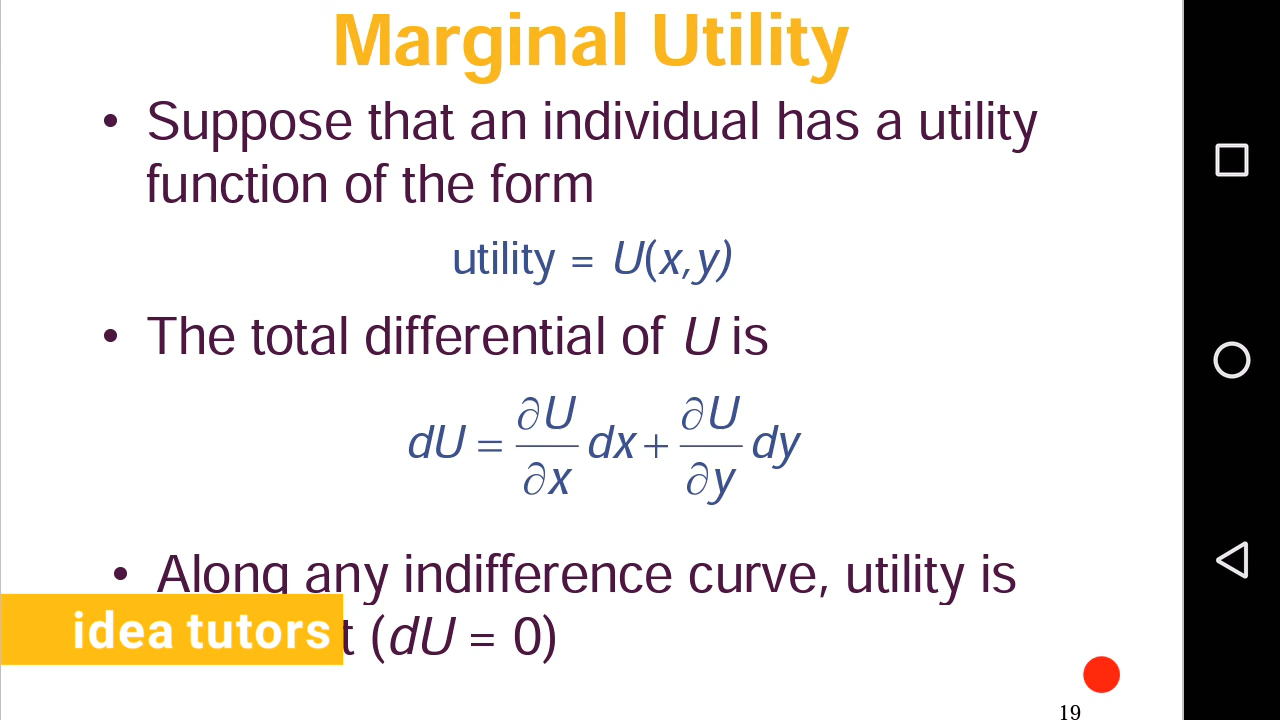 Marginal Utility
• Suppose that an individual has a utility
function of the form
utility = U(x,y)
• The total differential of U is
dU = ∂U/∂x dx + ∂U/∂y dy
• Along any indifference curve, utility is
t (dU = 0)
idea tutors
19